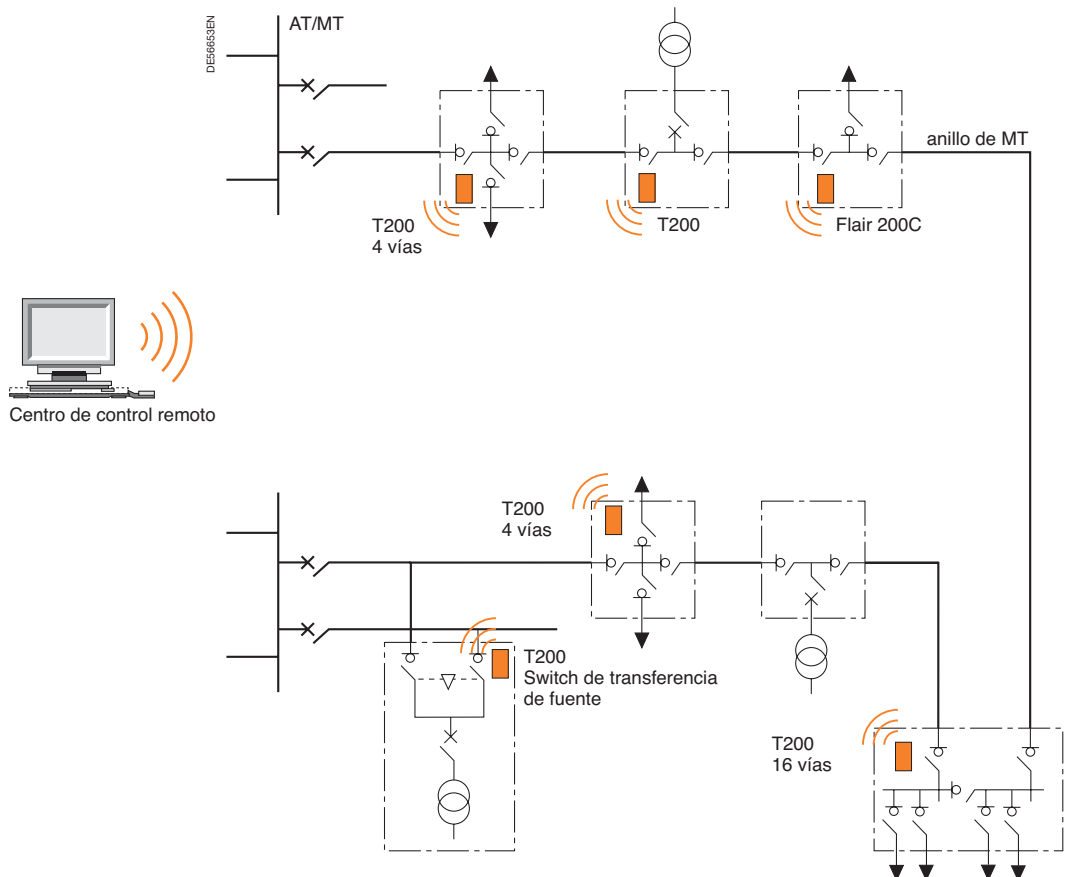 DE56653EN
AT/MT
anillo de MT
T200
4 vías
T200
Flair 200C
Centro de control remoto
T200
4 vías
T200
Switch de transferencia
de fuente
T200
16 vías